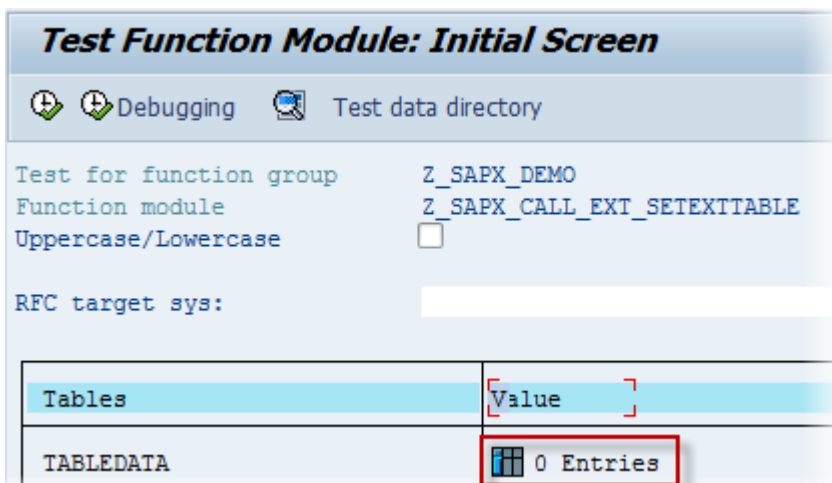 Test Function Module: Initial Screen
Debugging Test data directory
Test for function group Z_SAPX_DEMO
Function module Z_SAPX_CALL_EXT_SETEXTTABLE
Uppercase/Lowercase
RFC target sys:
Tables Value
TABLEDATA 0 Entries